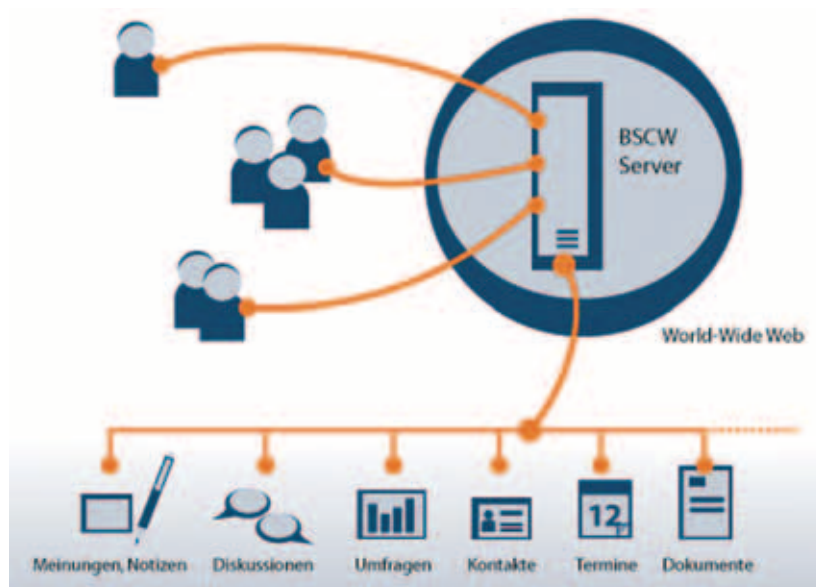 BSCW
Server
World-Wide Web
12
Meinungen, Notizen
Diskussionen
Umfragen
Kontakte
Termine
Dokumente